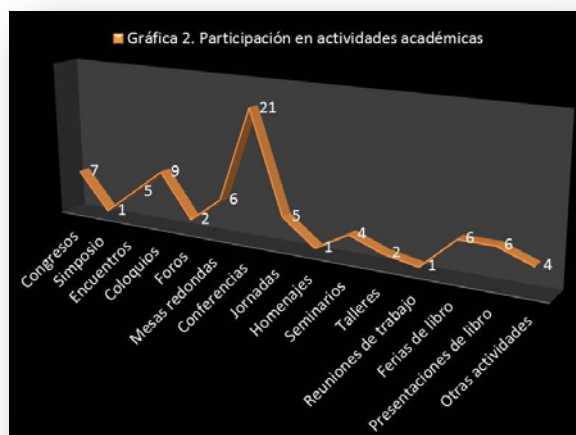 Gráfica 2. Participación en actividades académicas
7
1
5
9
2
6
21
5
1
4
2
1
6
6
4
Congresos
Simposio
Encuentros
Coloquios
Foros
Mesas redondas
Conferencias
Jornadas
Homenajes
Seminarios
Talleres
Reuniones de trabajo
Ferias de libro
Presentaciones de libro
Otras actividades